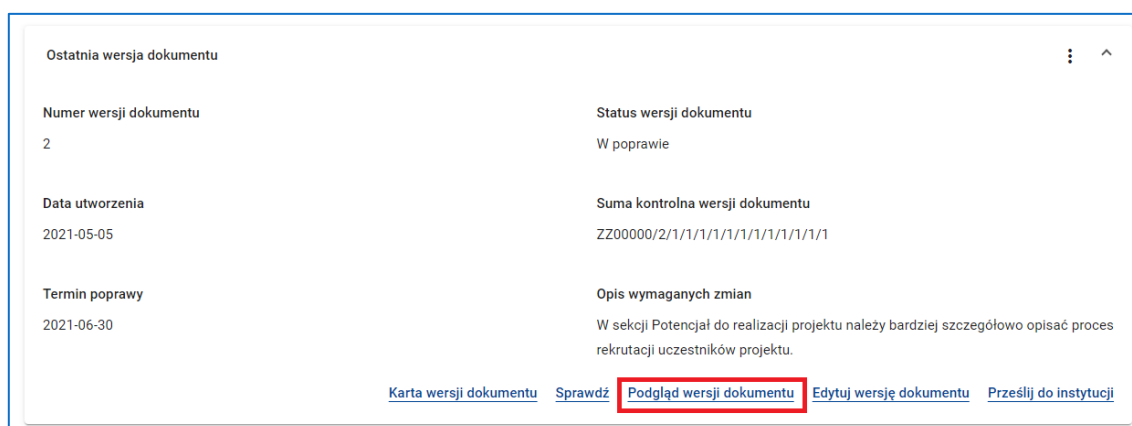 Ostatnia wersja dokumentu
Numer wersji dokumentu
2
Status wersji dokumentu
W poprawie
Data utworzenia
2021-05-05
Suma kontrolna wersji dokumentu
ZZ00000/2/1/1/1/1/1/1/1/1/1/1/1/1
Termin poprawy
2021-06-30
Opis wymaganych zmian
W sekcji Potencjał do realizacji projektu należy bardziej szczegółowo opisać proces
rekrutacji uczestników projektu.
Karta wersji dokumentu Sprawdź Podgląd wersji dokumentu Edytuj wersję dokumentu Prześlij do instytucji